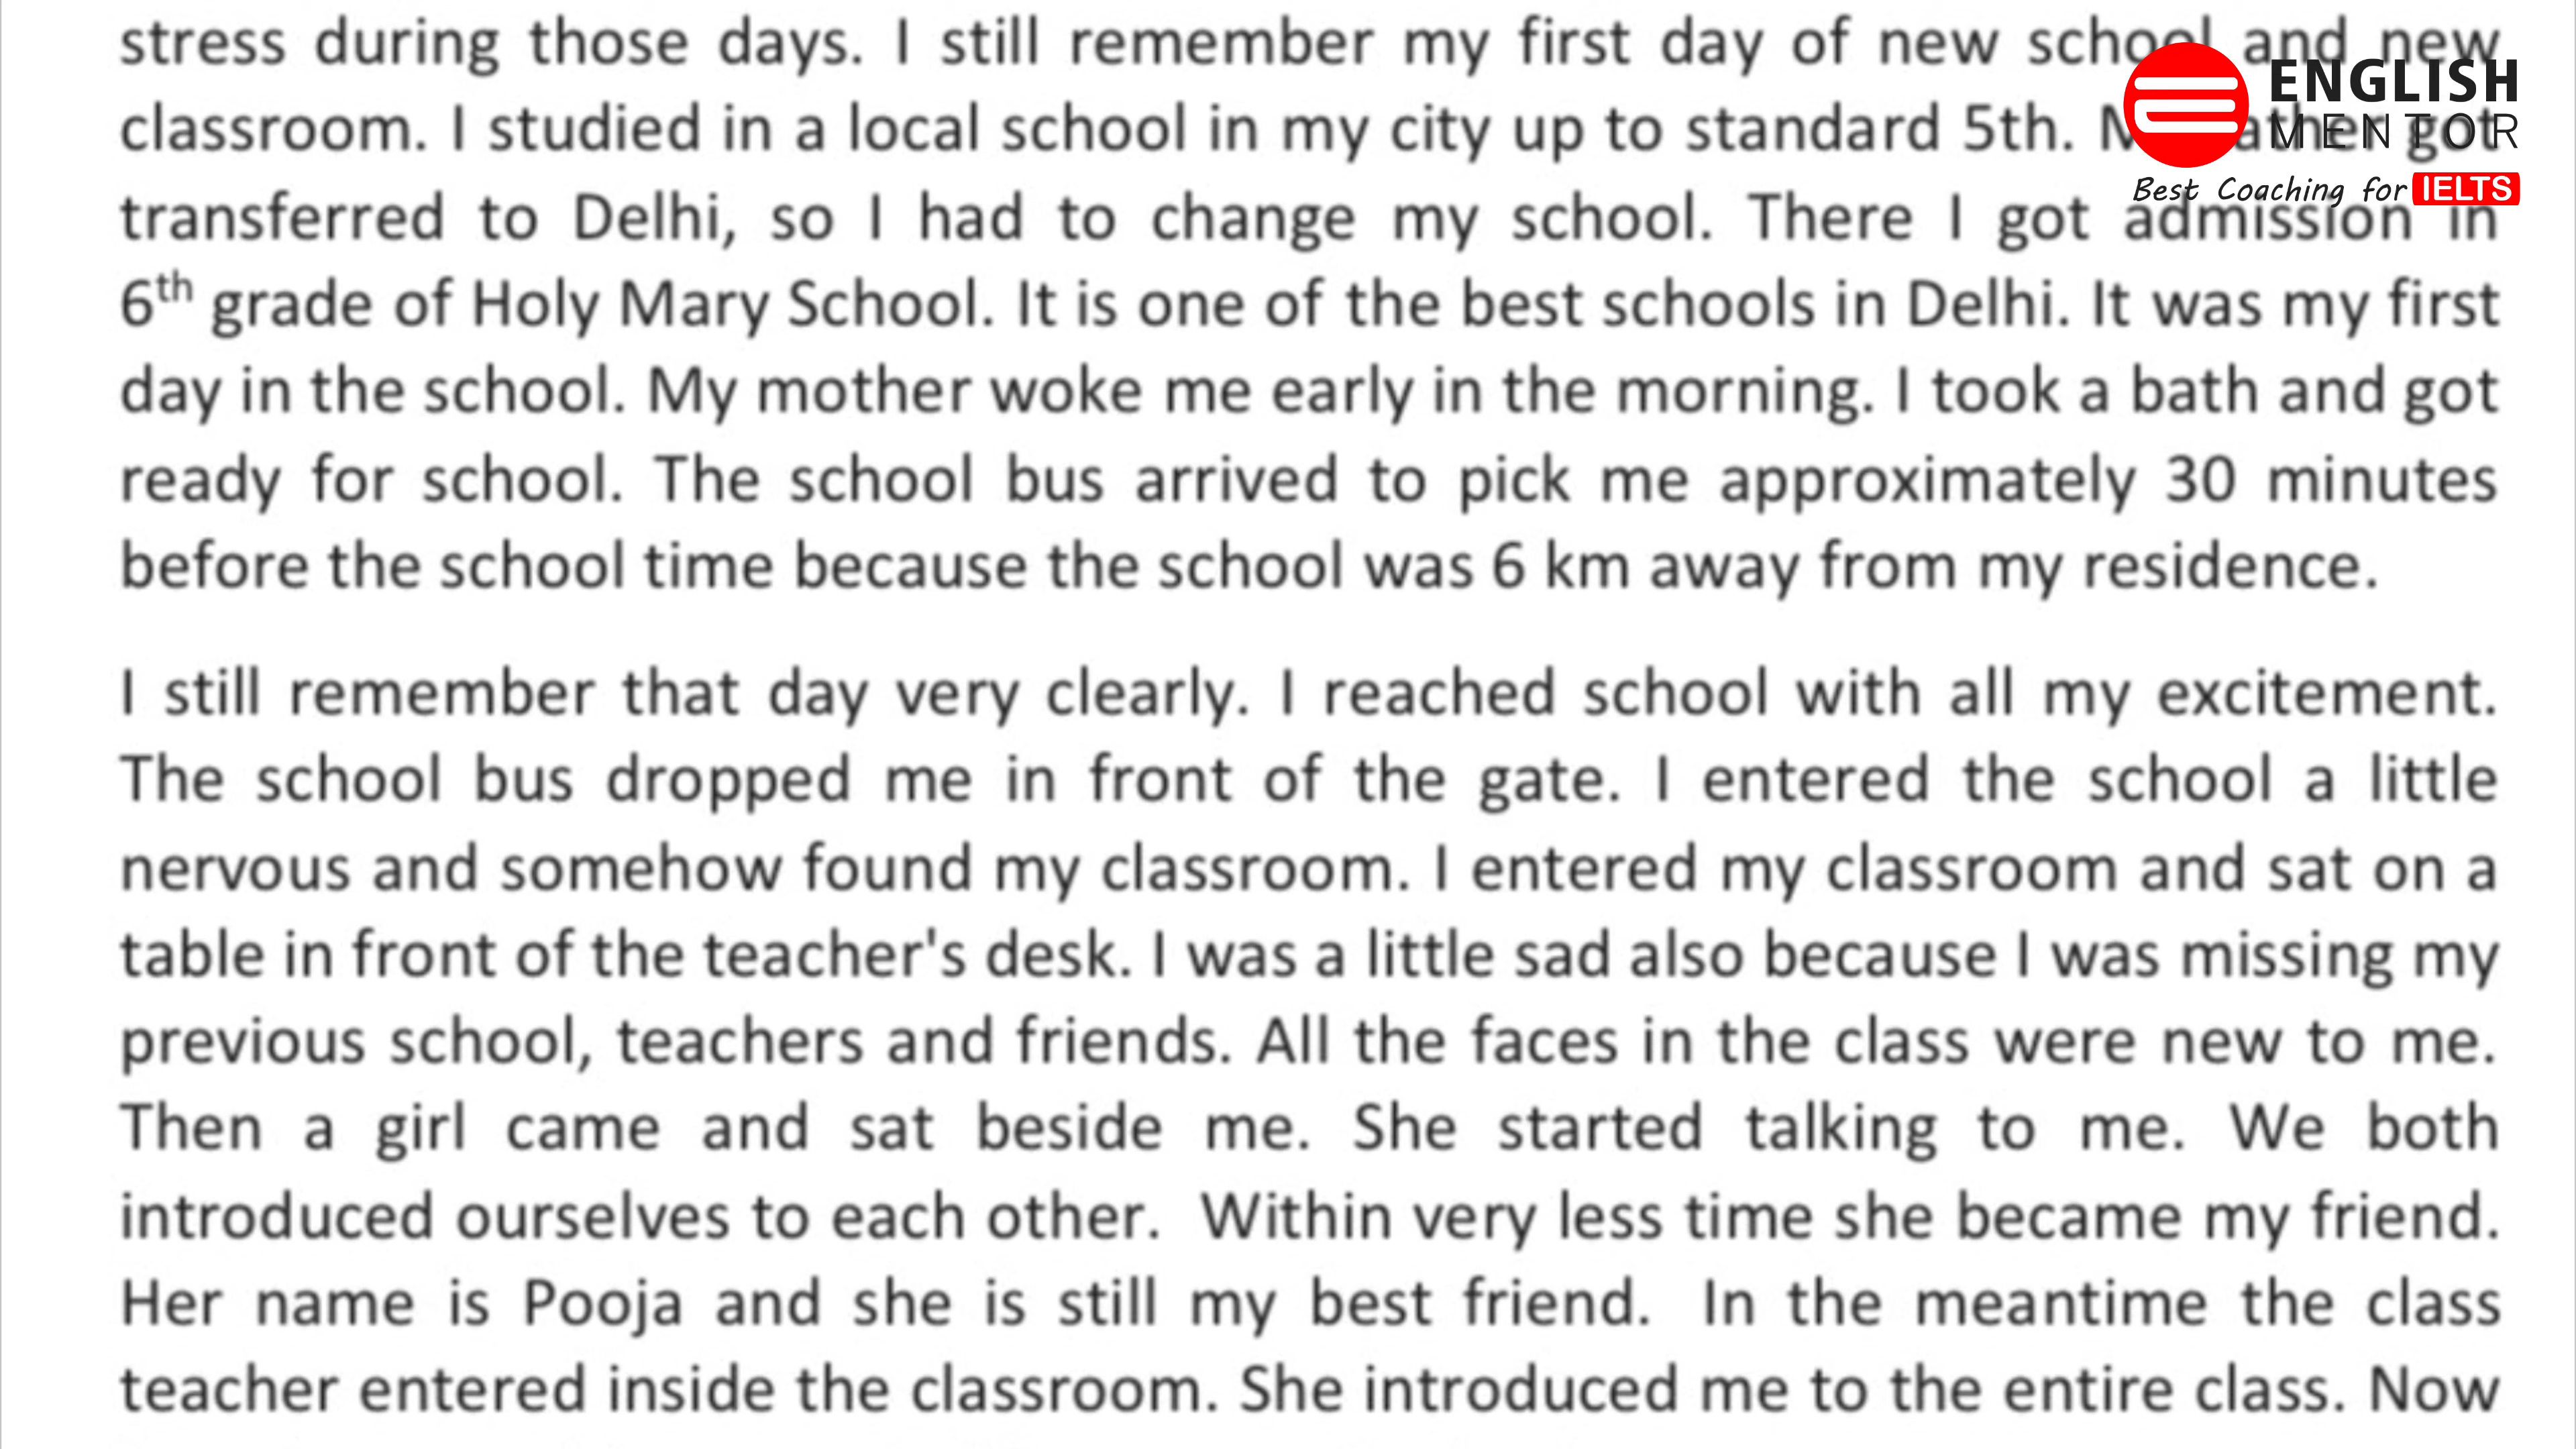 stress during those days. I still remember my first day of new school and new
classroom. I studied in a local school in my city up to standard 5th. got
transferred to Delhi, so I had to change my school. There I got admission in
6th grade of Holy Mary School. It is one of the best schools in Delhi. It was my first
day in the school. My mother woke me early in the morning. I took a bath and got
ready for school. The school bus arrived to pick me approximately 30 minutes
before the school time because the school was 6 km away from my residence.
I still remember that day very clearly. I reached school with all my excitement.
The school bus dropped me in front of the gate. I entered the school a little
nervous and somehow found my classroom. I entered my classroom and sat on a
table in front of the teacher's desk. I was a little sad also because I was missing my
previous school, teachers and friends. All the faces in the class were new to me.
Then a girl came and sat beside me. She started talking to me. We both
introduced ourselves to each other. Within very less time she became my friend.
Her name is Pooja and she is still my best friend. In the meantime the class
teacher entered inside the classroom. She introduced me to the entire class. Now
ENGLISH
MENTOR
Best Coaching for IELTS